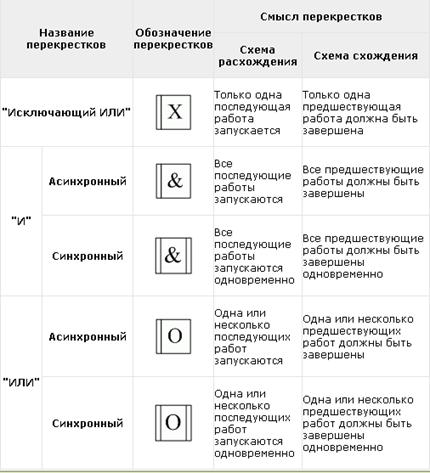 Название
перекрестков
Обозначение
перекрестков
Смысл перекрестков
Схема
расхождения
Схема схождения
"Исключающий ИЛИ"
X
Только одна
последующая
работа
запускается
Только одна
предшествующая
работа должна быть
завершена
"И"
Асинхронный
&
Все
последующие
работы
запускаются
Все предшествующие
работы должны быть
завершены
Синхронный
&
Все
последующие
работы
запускаются
одновременно
Все предшествующие
работы должны быть
завершены
одновременно
"ИЛИ"
Асинхронный
O
Одна или
несколько
последующих
работ
запускаются
Одна или несколько
предшествующих
работ должны быть
завершены
Синхронный
O
Одна или
несколько
последующих
работ
запускаются
одновременно
Одна или несколько
предшествующих
работ должны быть
завершены
одновременно